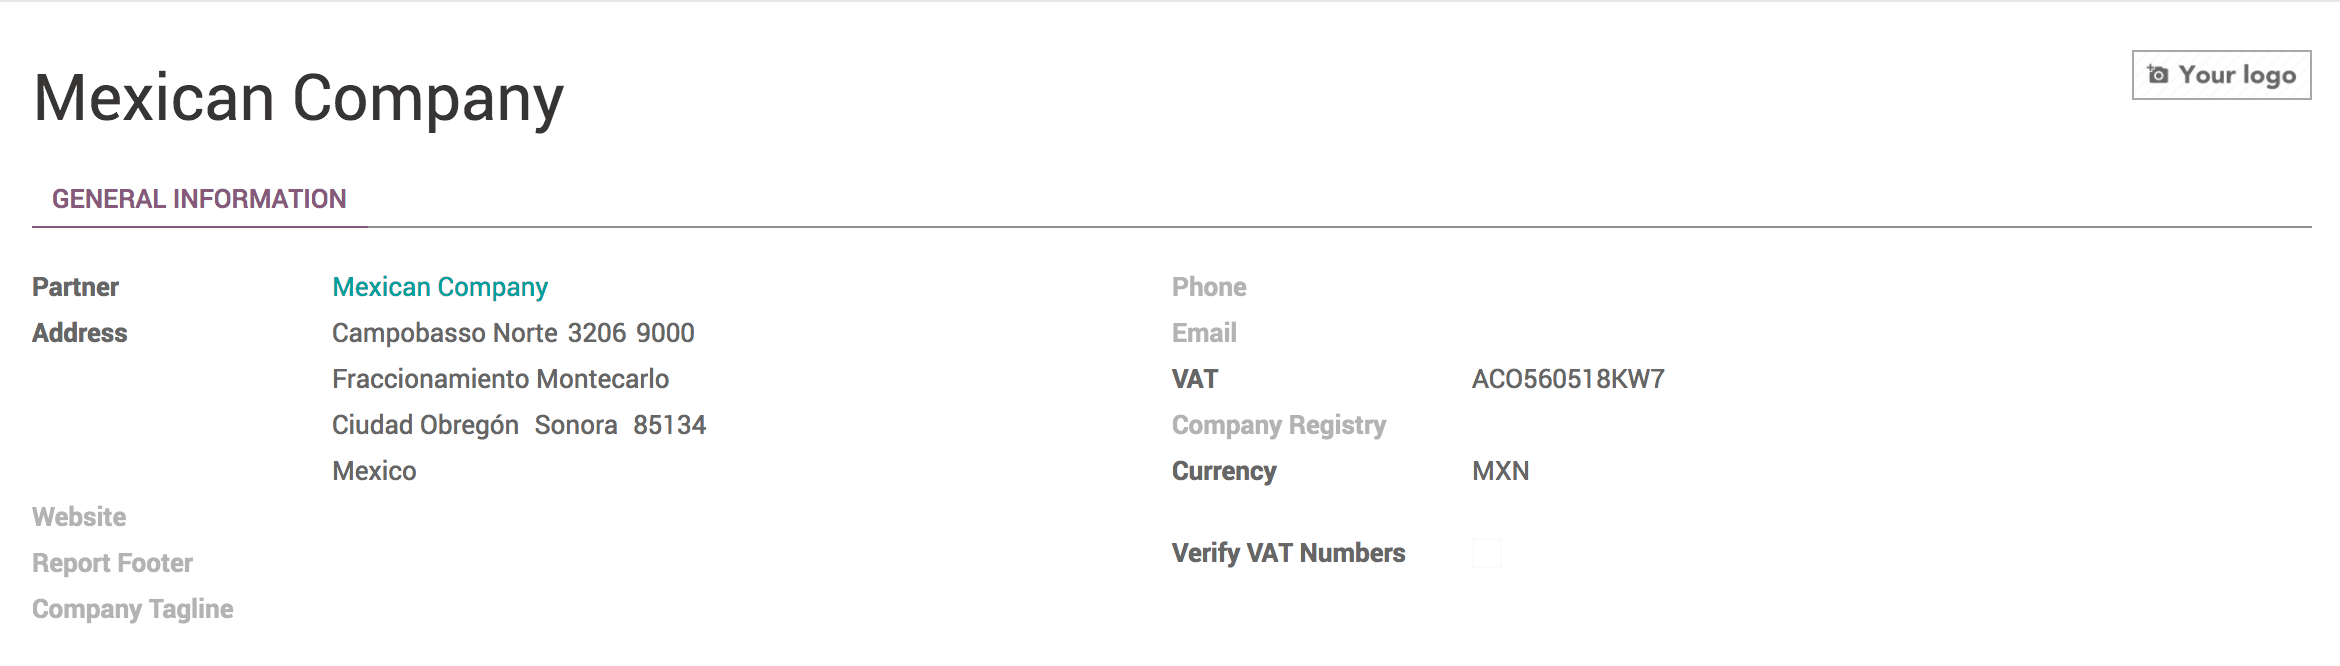 Mexican Company
Your logo
GENERAL INFORMATION
Partner Mexican Company
Address Campobasso Norte 3206 9000
Fraccionamiento Montecarlo
Ciudad Obregón Sonora 85134
Mexico
Website
Report Footer
Company Tagline
Phone
Email
VAT ACO560518KW7
Company Registry
Currency MXN
Verify VAT Numbers